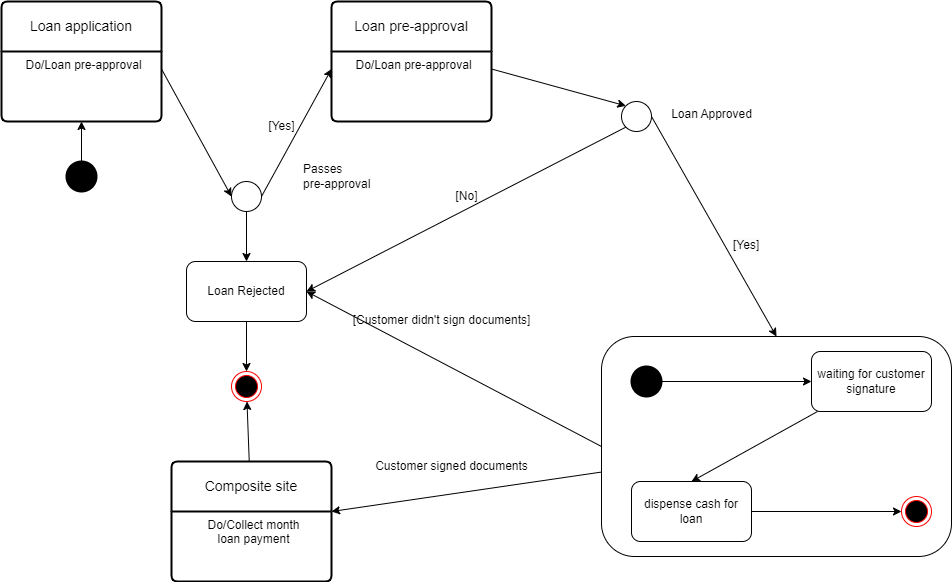 Loan application
Do/Loan pre-approval
Loan pre-approval
Do/Loan pre-approval
Loan Approved
[Yes]
Passes
pre-approval
[No]
[Yes]
Loan Rejected
[Customer didn't sign documents]
waiting for customer
signature
Customer signed documents
Composite site
Do/Collect month
loan payment
dispense cash for
loan